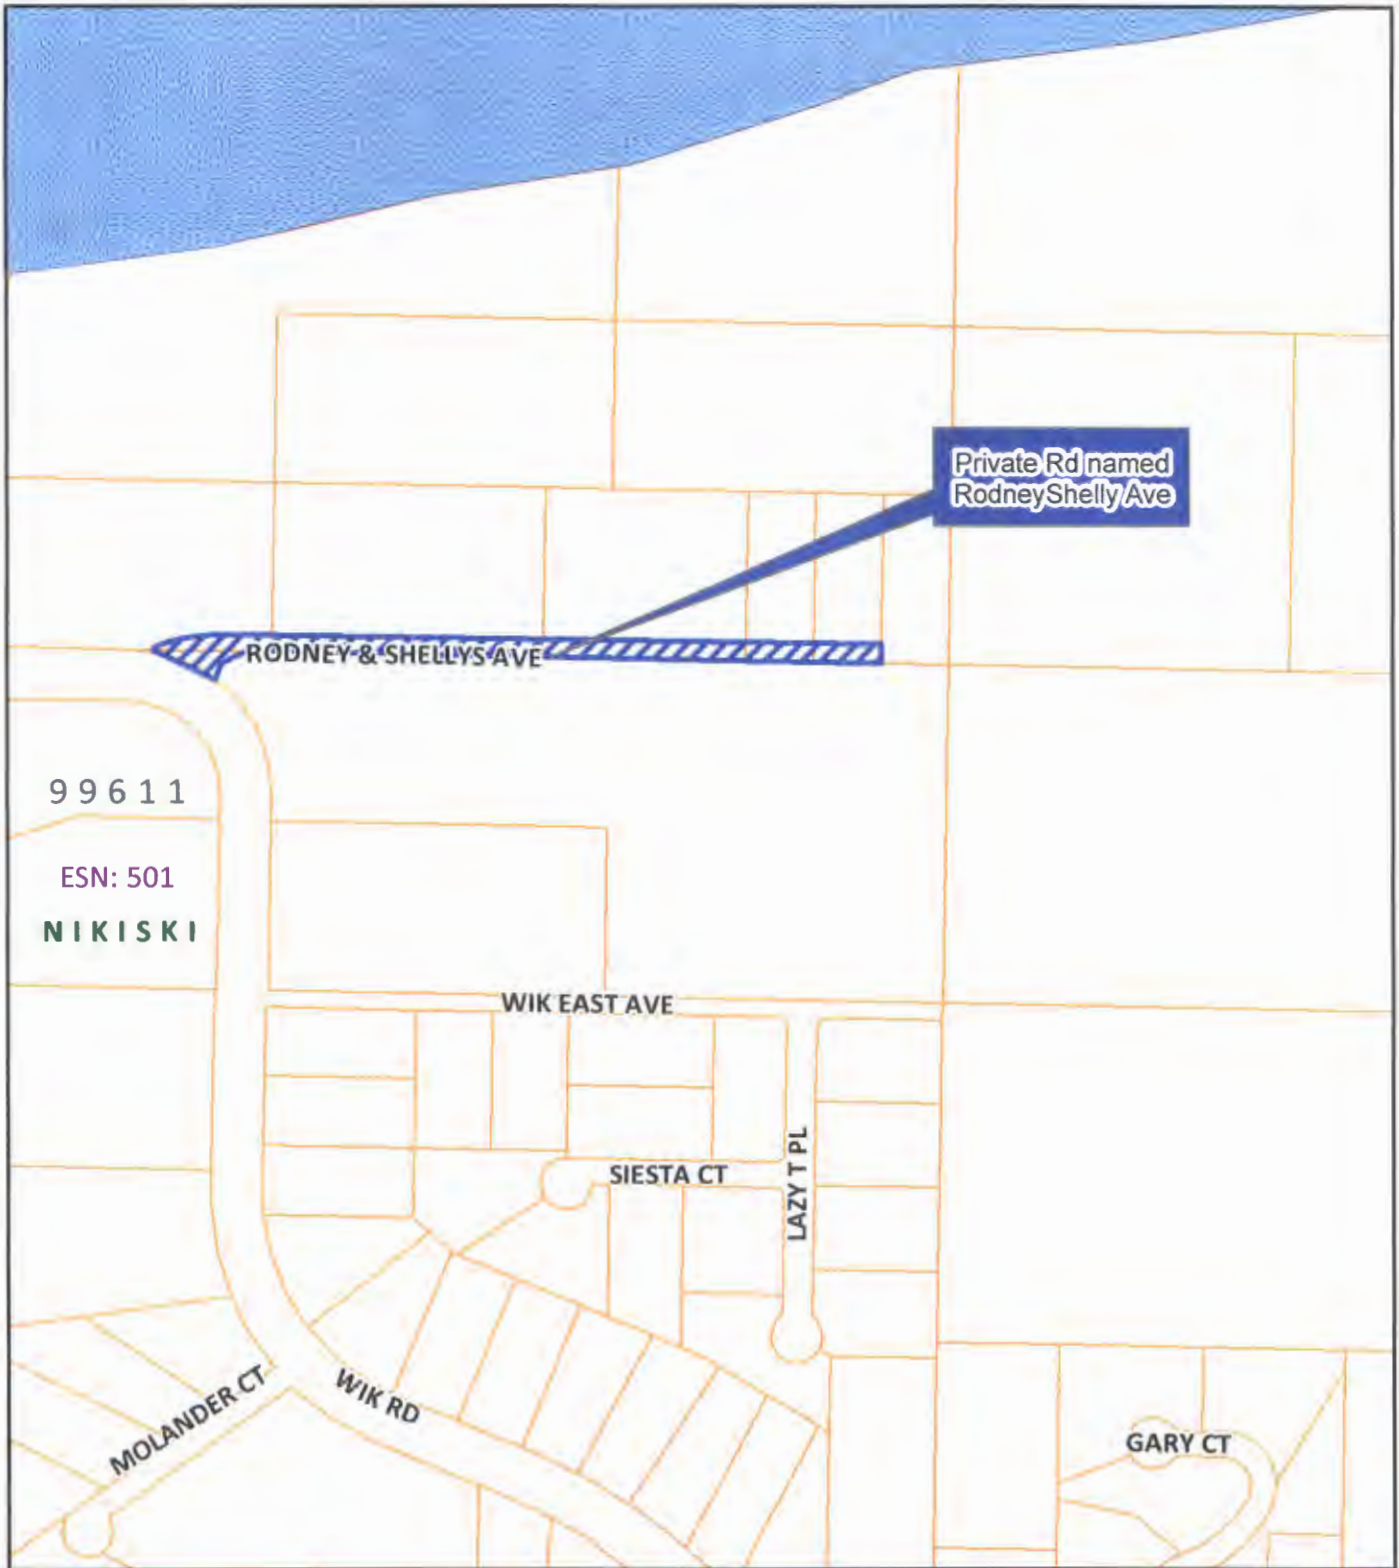 Private Rd named
RodneyShelly Ave
RODNEY & SHELLYS AVE
99611
ESN: 501
NIKISKI
WIK EAST AVE
SIESTA CT
LAZY T PL
MOLANDER CT
WIK RD
GARY CT